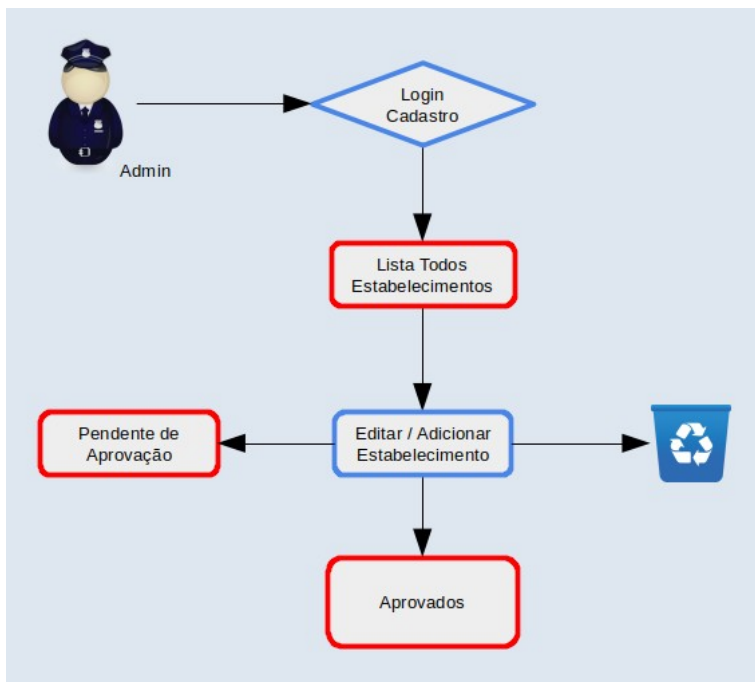 Login
Cadastro
Admin
Lista Todos
Estabelecimentos
Pendente de
Aprovação
Editar / Adicionar
Estabelecimento
Aprovados